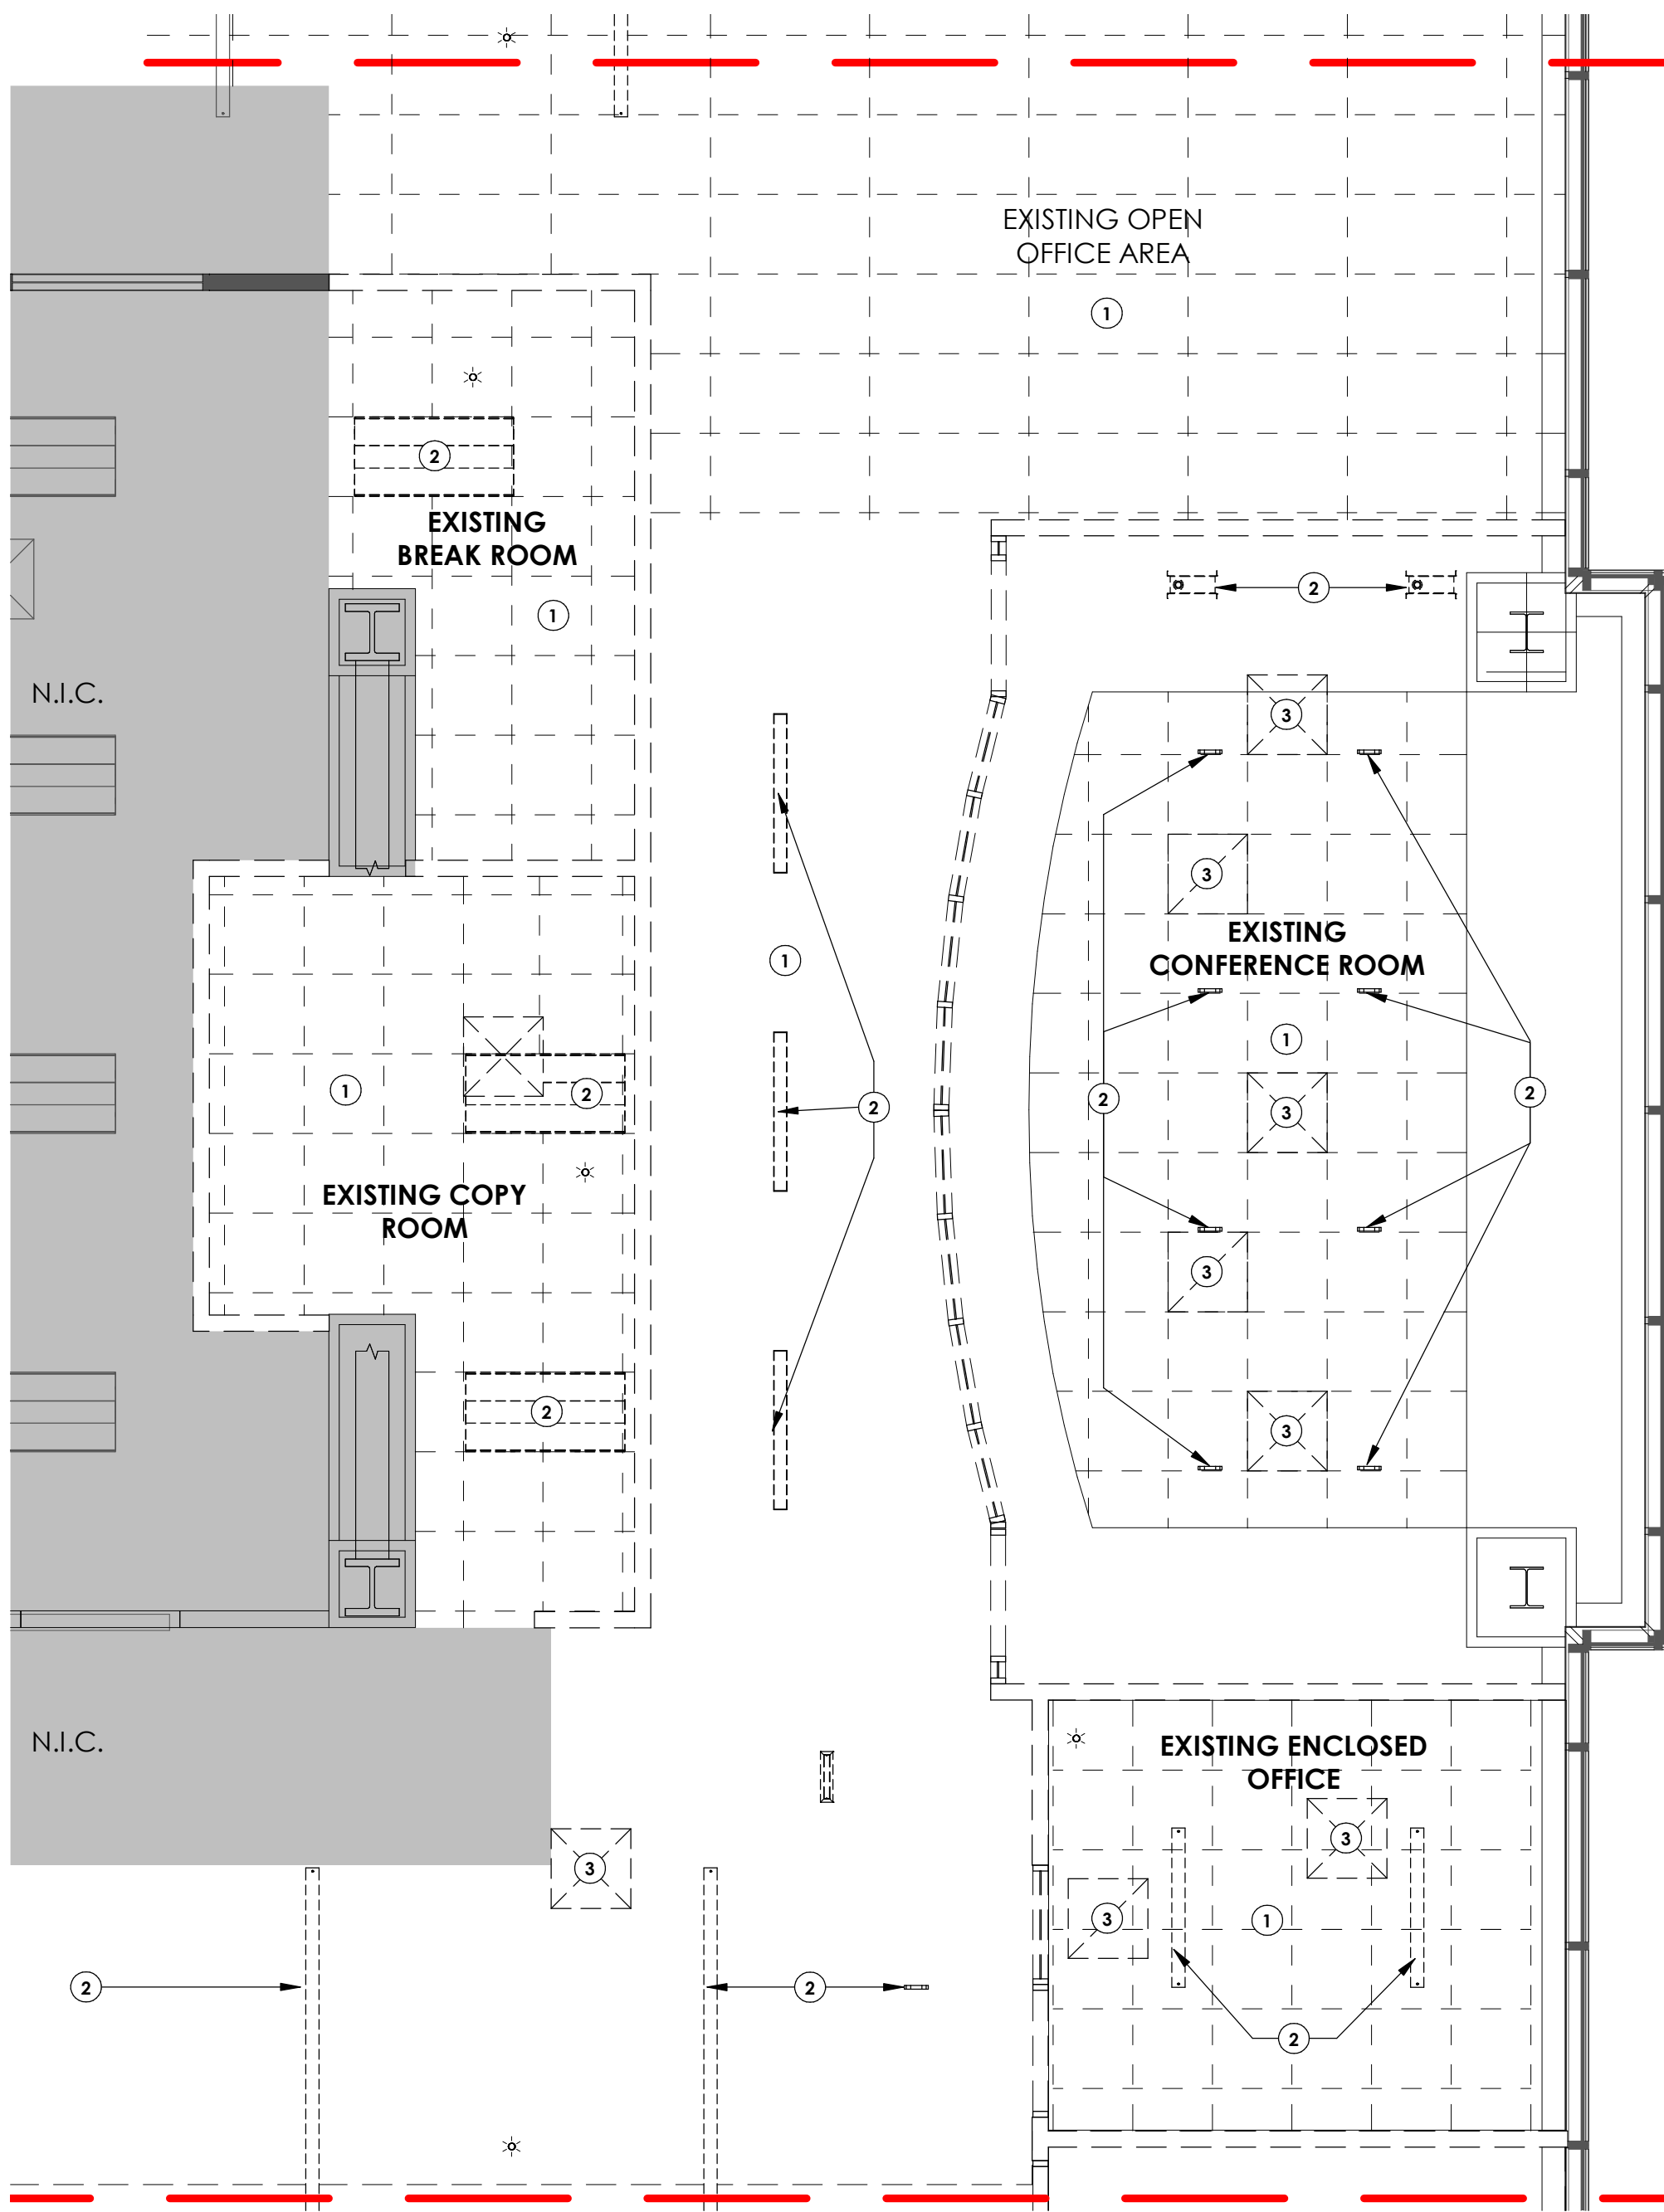 EXISTING OPEN
OFFICE AREA
1
2
EXISTING
BREAK ROOM
2
1
N.I.C.
3
3
EXISTING
CONFERENCE ROOM
1
1
1
2
2
2
2
3
2
EXISTING COPY
ROOM
3
2
3
N.I.C.
EXISTING ENCLOSED
OFFICE
3
3
3
1
2
2
2